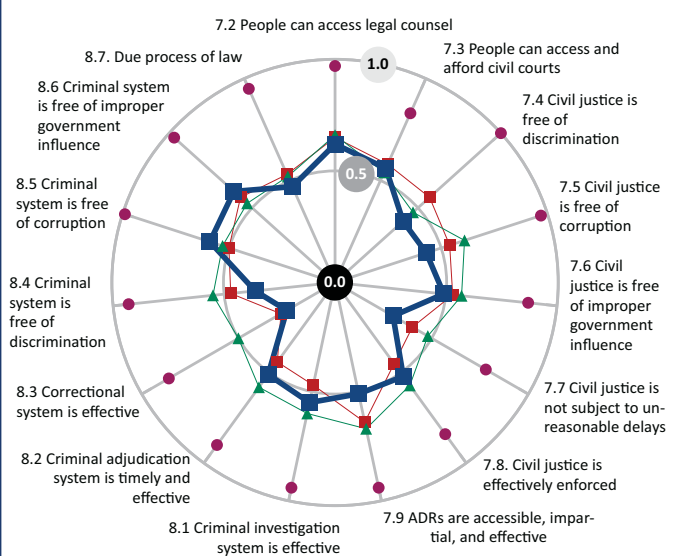 7.2 People can access legal counsel
1.0
7.3 People can access and
afford civil courts
7.4 Civil justice is
free of
discrimination
7.5 Civil justice
is free of
corruption
7.6 Civil
justice is free
of improper
government
influence
7.7 Civil justice is
not subject to un-
reasonable delays
7.8. Civil justice is
effectively enforced
7.9 ADRs are accessible, impar-
tial, and effective
8.1 Criminal investigation
system is effective
8.2 Criminal adjudication
system is timely and
effective
8.3 Correctional
system is effective
8.4 Criminal
system is
free of
discrimination
8.5 Criminal
system is free
of corruption
8.6 Criminal system
is free of improper
government
influence
8.7. Due process of law
0.5
0.0